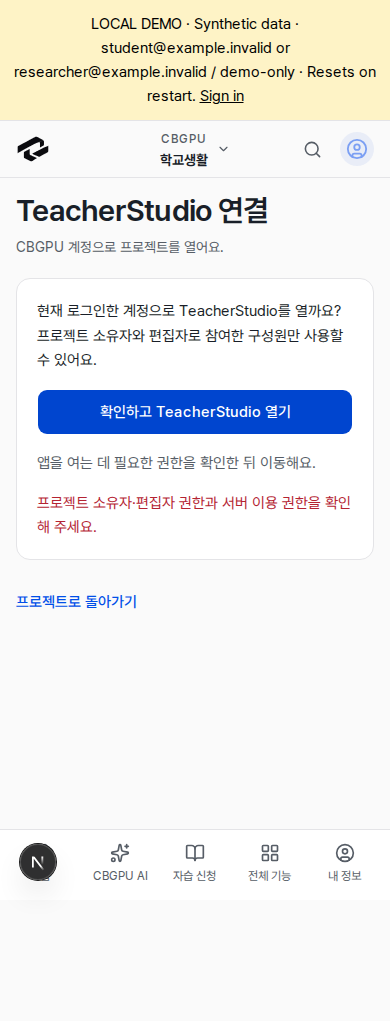 LOCAL DEMO · Synthetic data ·
student@example.invalid or
researcher@example.invalid / demo-only · Resets on
restart. Sign in
CBGPU
학교생활
TeacherStudio 연결
CBGPU 계정으로 프로젝트를 열어요.
현재 로그인한 계정으로 TeacherStudio를 열까요?
프로젝트 소유자와 편집자로 참여한 구성원만 사용할
수 있어요.
확인하고 TeacherStudio 열기
앱을 여는 데 필요한 권한을 확인한 뒤 이동해요.
프로젝트 소유자·편집자 권한과 서버 이용 권한을 확인
해 주세요.
프로젝트로 돌아가기
N
CBGPU AI
자습 신청
전체 기능
내 정보